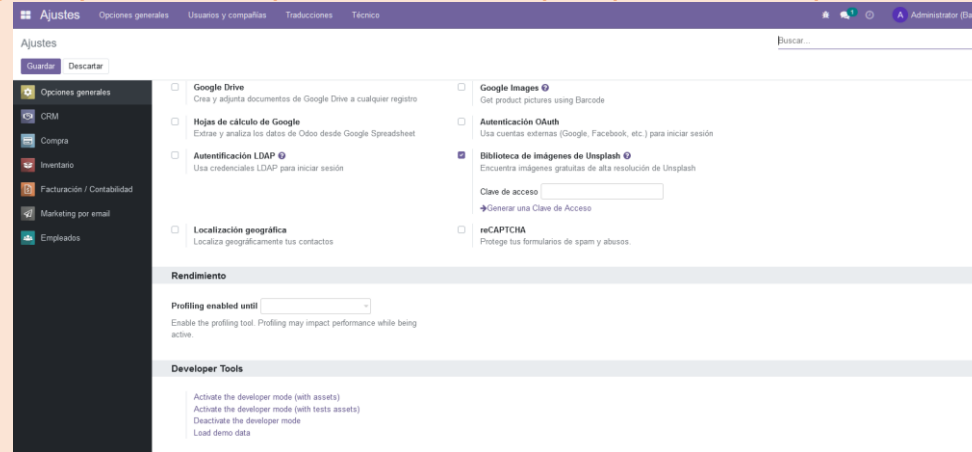 Ajustes Opciones generales Usuarios y compañías Traducciones Técnico 1 A Administrator (Ba
Ajustes
Buscar...
Guardar Descartar
Opciones generales
CRM
Compra
Inventario
Facturación / Contabilidad
Marketing por email
Empleados
Google Drive
Crea y adjunta documentos de Google Drive a cualquier registro
Google Images
Get product pictures using Barcode
Hojas de cálculo de Google
Extrae y analiza los datos de Odoo desde Google Spreadsheet
Autenticación OAuth
Usa cuentas externas (Google, Facebook, etc.) para iniciar sesión
Autentificación LDAP
Usa credenciales LDAP para iniciar sesión
Biblioteca de imágenes de Unsplash
Encuentra imágenes gratuitas de alta resolución de Unsplash
Clave de acceso
Generar una Clave de Acceso
Localización geográfica
Localiza geográficamente tus contactos
reCAPTCHA
Protege tus formularios de spam y abusos.
Rendimiento
Profiling enabled until
Enable the profiling tool. Profiling may impact performance while being
active.
Developer Tools
Activate the developer mode (with assets)
Activate the developer mode (with tests assets)
Deactivate the developer mode
Load demo data